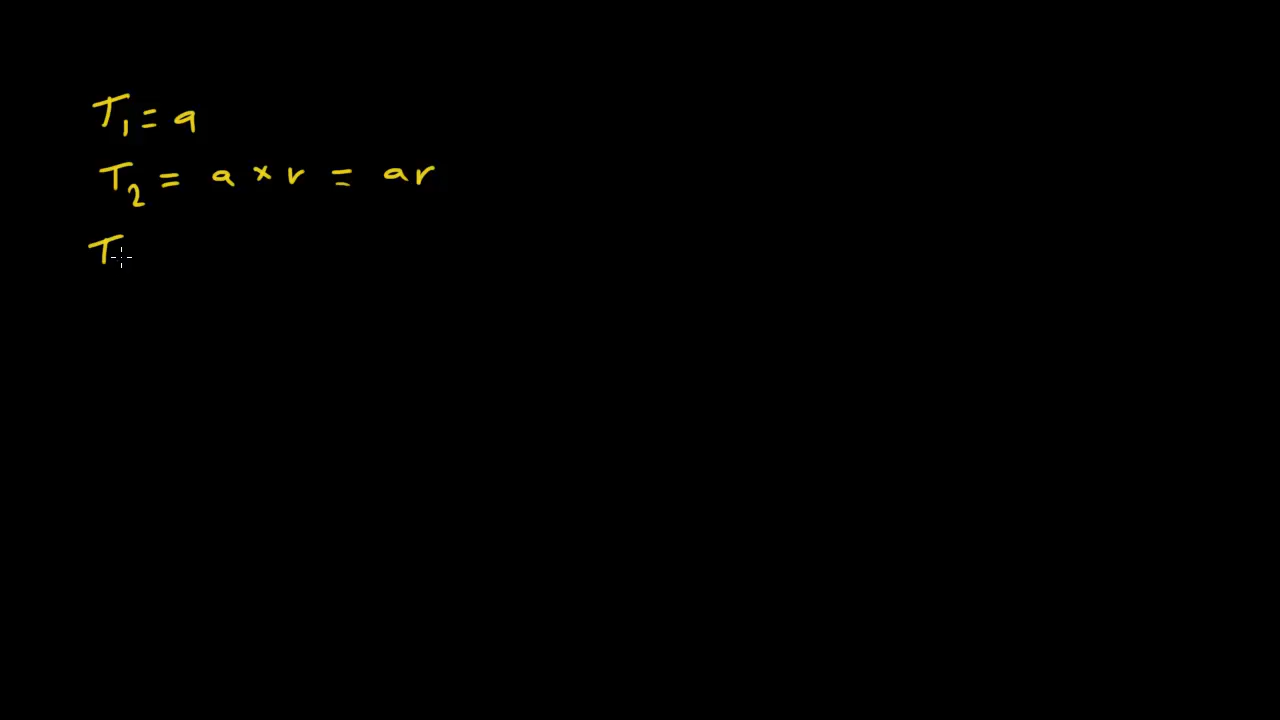 T₁ = a
T₂ = a × r = ar
T